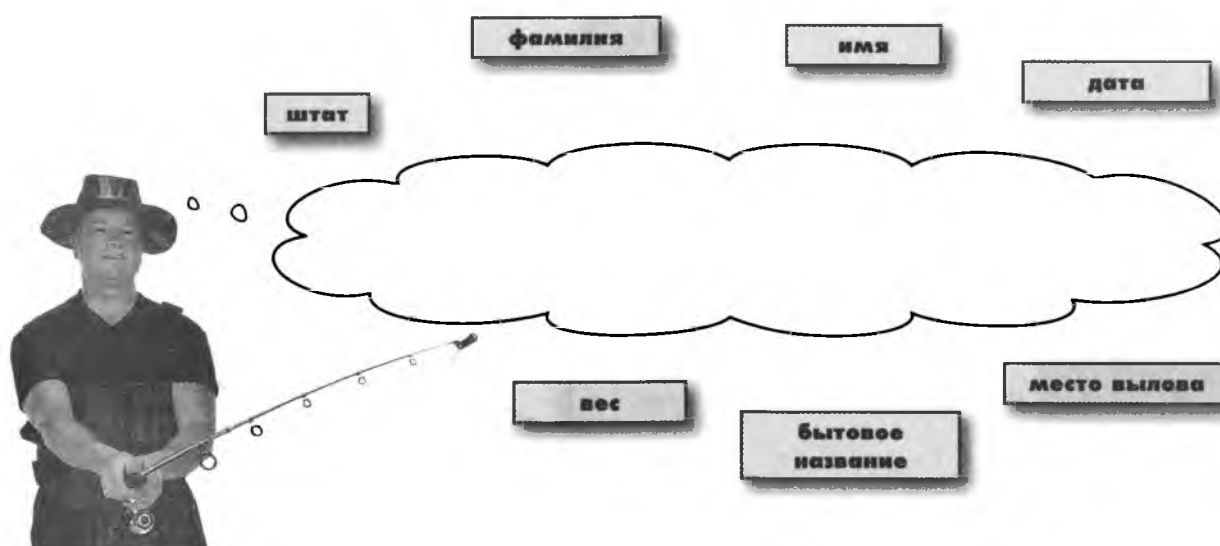 фамилия
имя
дата
штат
вес
бытовое
название
место вылова